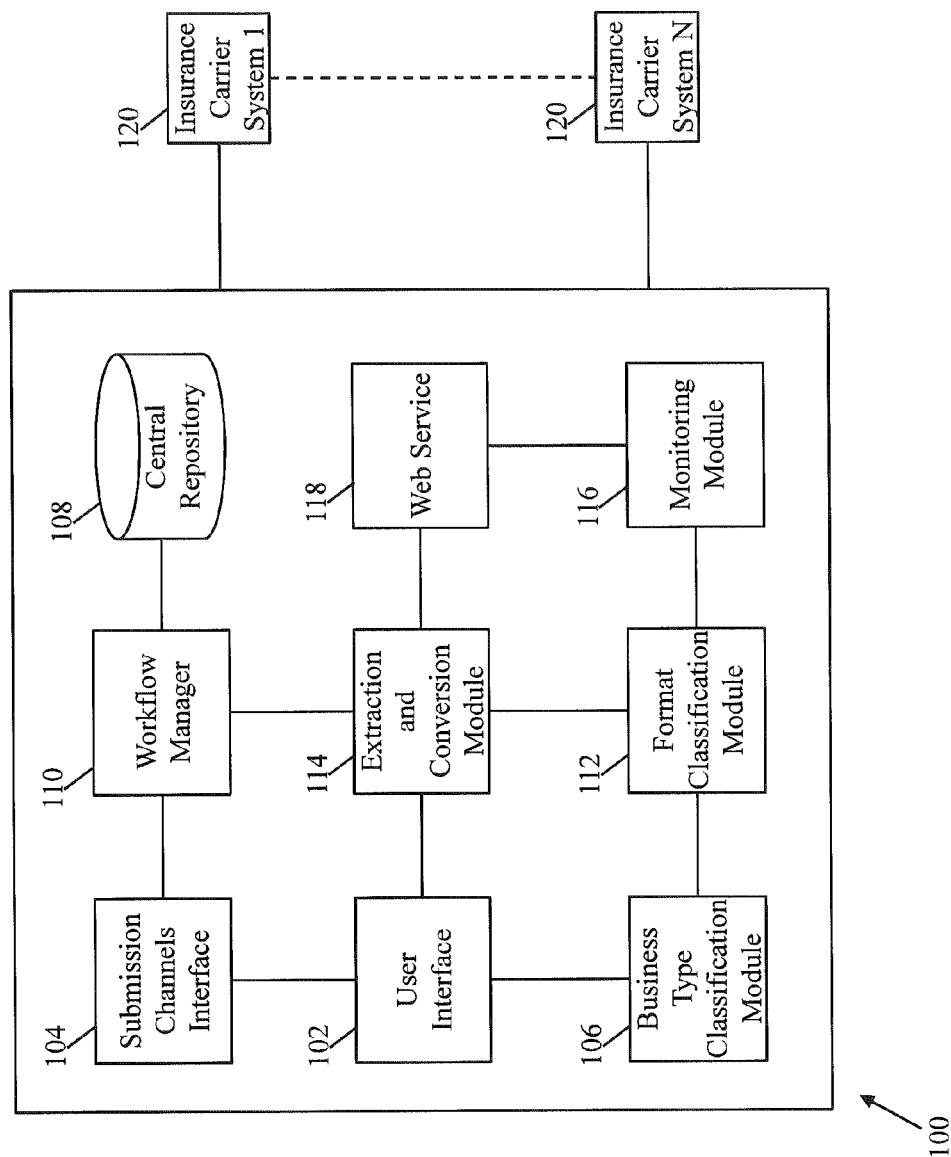 104
Submission
Channels
Interface
110
Workflow
Manager
108
Central
Repository
120
Insurance
Carrier
System 1
102
User
Interface
114
Extraction
and
Conversion
Module
118
Web Service
106
Business
Type
Classification
Module
112
Format
Classification
Module
116
Monitoring
Module
120
Insurance
Carrier
System N
100